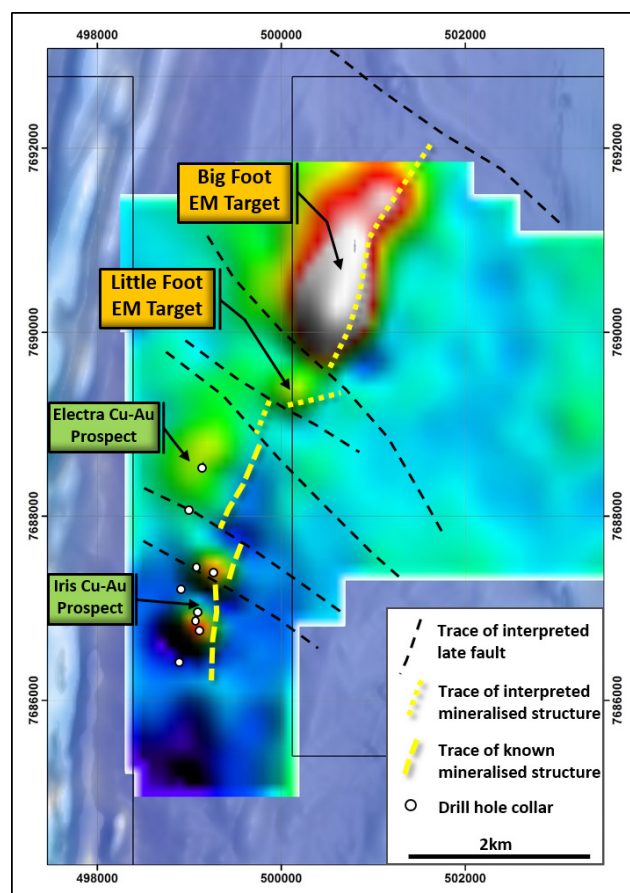 498000 500000 502000
7692000
7692000
Big Foot
EM Target
Little Foot
EM Target
7690000
7690000
Electra Cu-Au
Prospect
7688000
7688000
Iris Cu-Au
Prospect
7686000
7686000
Trace of interpreted
late fault
Trace of interpreted
mineralised structure
Trace of known
mineralised structure
Drill hole collar
2km
498000 500000 502000